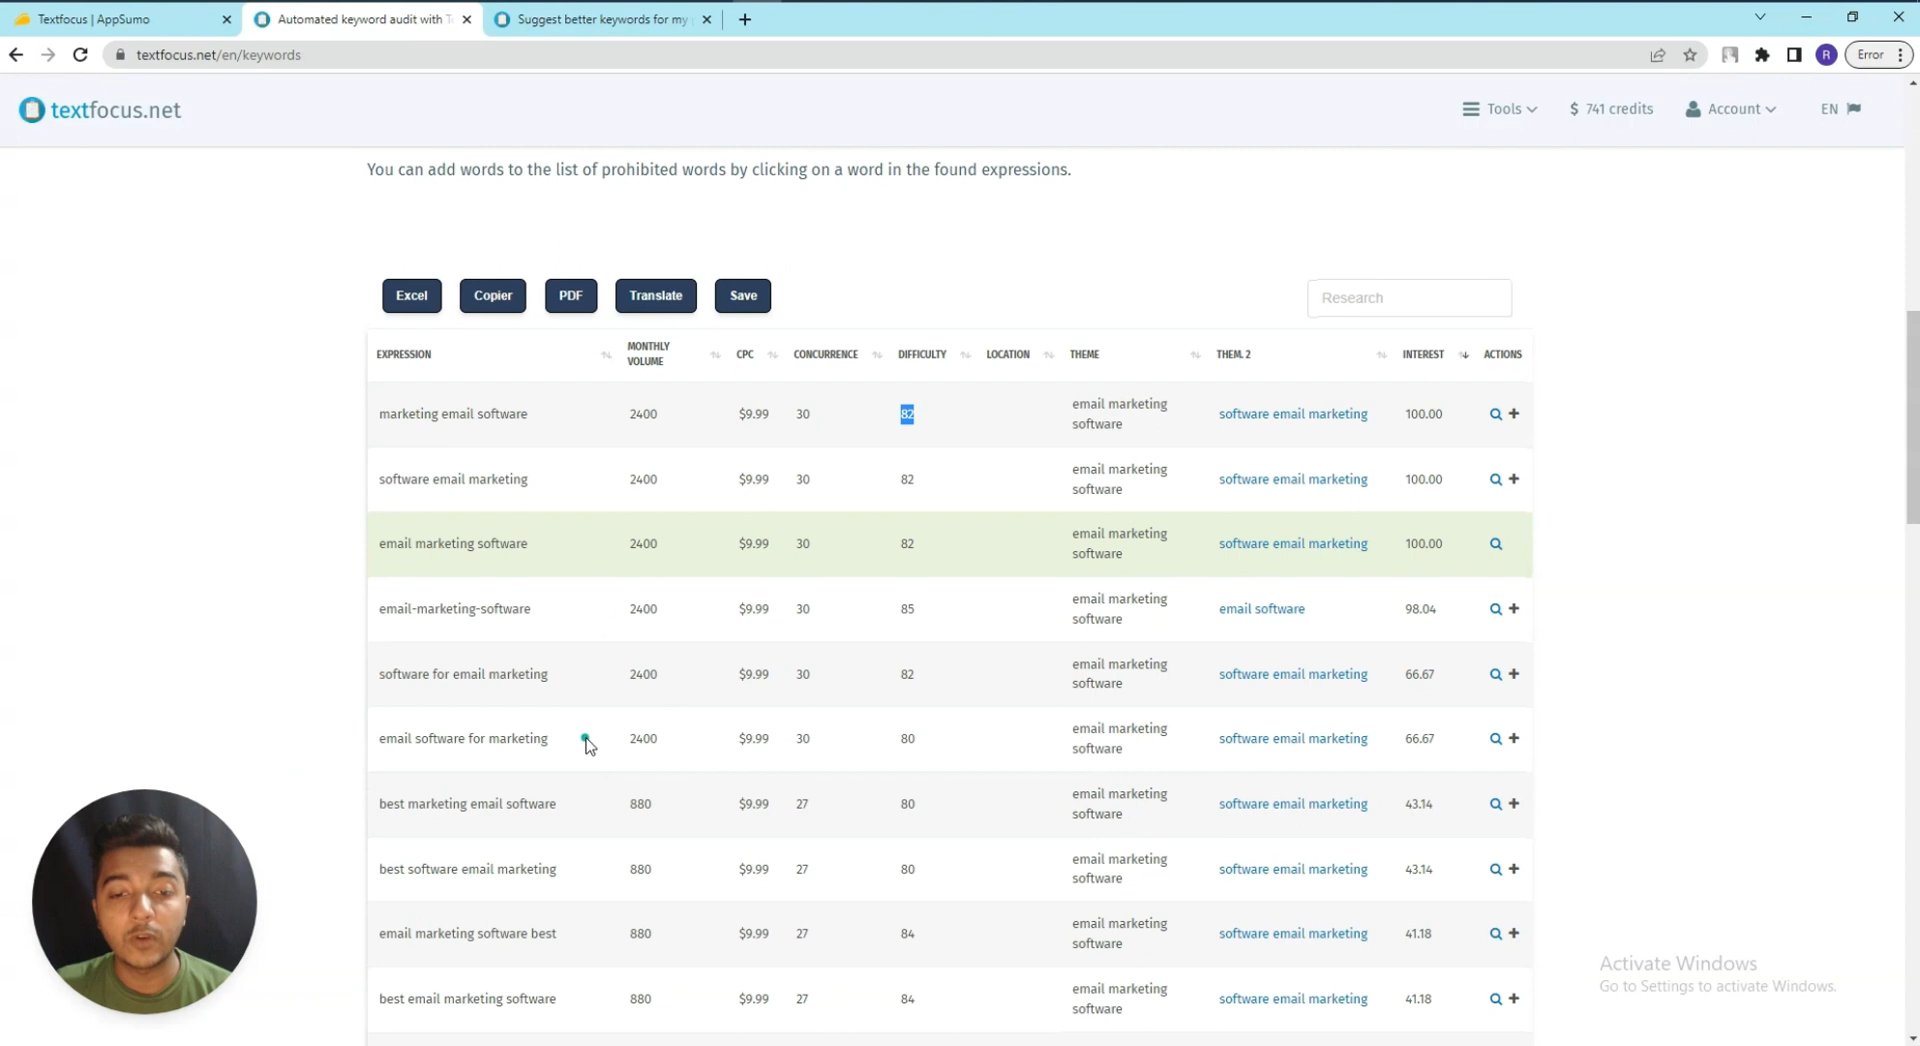 Textfocus | AppSumo
Automated keyword audit with T
Suggest better keywords for my
textfocus.net/en/keywords
R
Error
textfocus.net
Tools
$ 741 credits
Account
EN
You can add words to the list of prohibited words by clicking on a word in the found expressions.
Excel Copier PDF Translate Save
Research
EXPRESSION MONTHLY VOLUME CPC CONCURRENCE DIFFICULTY LOCATION THEME THEM. 2 INTEREST ACTIONS
marketing email software 2400 $9.99 30 82 email marketing software software email marketing 100.00
software email marketing 2400 $9.99 30 82 email marketing software software email marketing 100.00
email marketing software 2400 $9.99 30 82 email marketing software software email marketing 100.00
email-marketing-software 2400 $9.99 30 85 email marketing software email software 98.04
software for email marketing 2400 $9.99 30 82 email marketing software software email marketing 66.67
email software for marketing 2400 $9.99 30 80 email marketing software software email marketing 66.67
best marketing email software 880 $9.99 27 80 email marketing software software email marketing 43.14
best software email marketing 880 $9.99 27 80 email marketing software software email marketing 43.14
email marketing software best 880 $9.99 27 84 email marketing software software email marketing 41.18
best email marketing software 880 $9.99 27 84 email marketing software software email marketing 41.18
Activate Windows
Go to Settings to activate Windows.